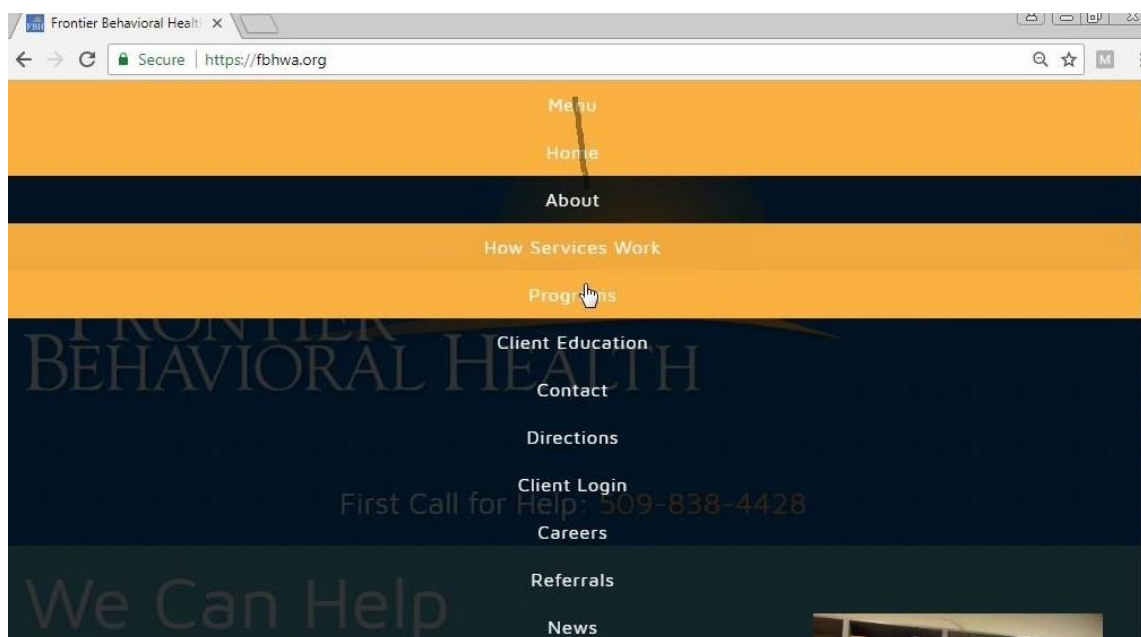 Frontier Behavioral Healt
Secure | https://fbhwa.org
M
Menu
Home
About
How Services Work
Programs
FRONTIER
BEHAVIORAL HEALTH
Client Education
Contact
Directions
Client Login
First Call for Help: 509-838-4428
Careers
Referrals
We Can Help
News